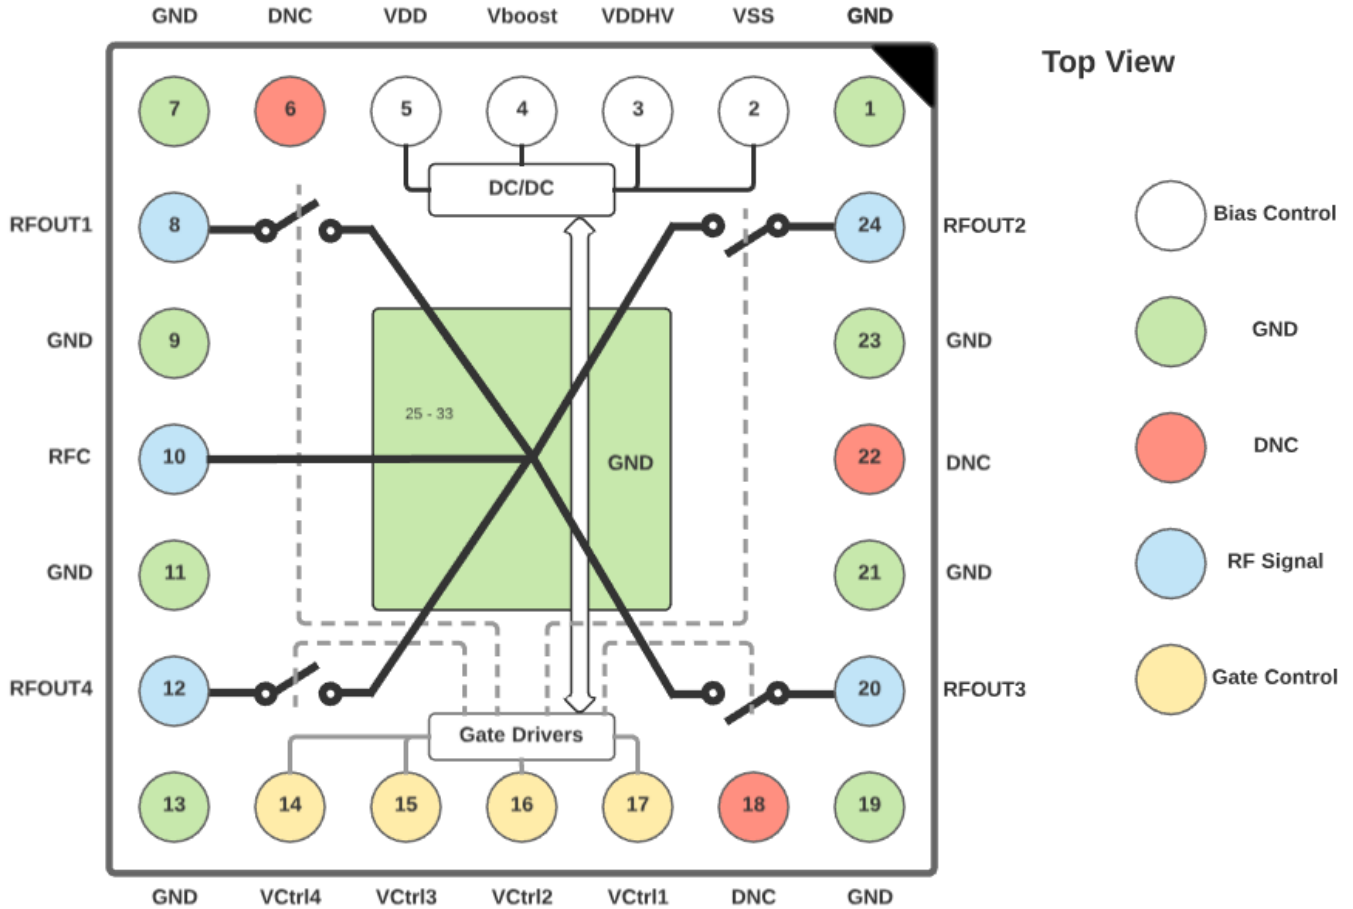 GND DNC VDD Vboost VDDHV VSS GND
Top View
7 6 5 4 3 2 1
DC/DC
RFOUT1 8 24 RFOUT2
Bias Control
GND 9 23 GND
GND
25 - 33
RFC 10 GND 22 DNC
DNC
GND 11 21 GND
RF Signal
RFOUT4 12 20 RFOUT3
Gate Control
Gate Drivers
13 14 15 16 17 18 19
GND VCtrl4 VCtrl3 VCtrl2 VCtrl1 DNC GND